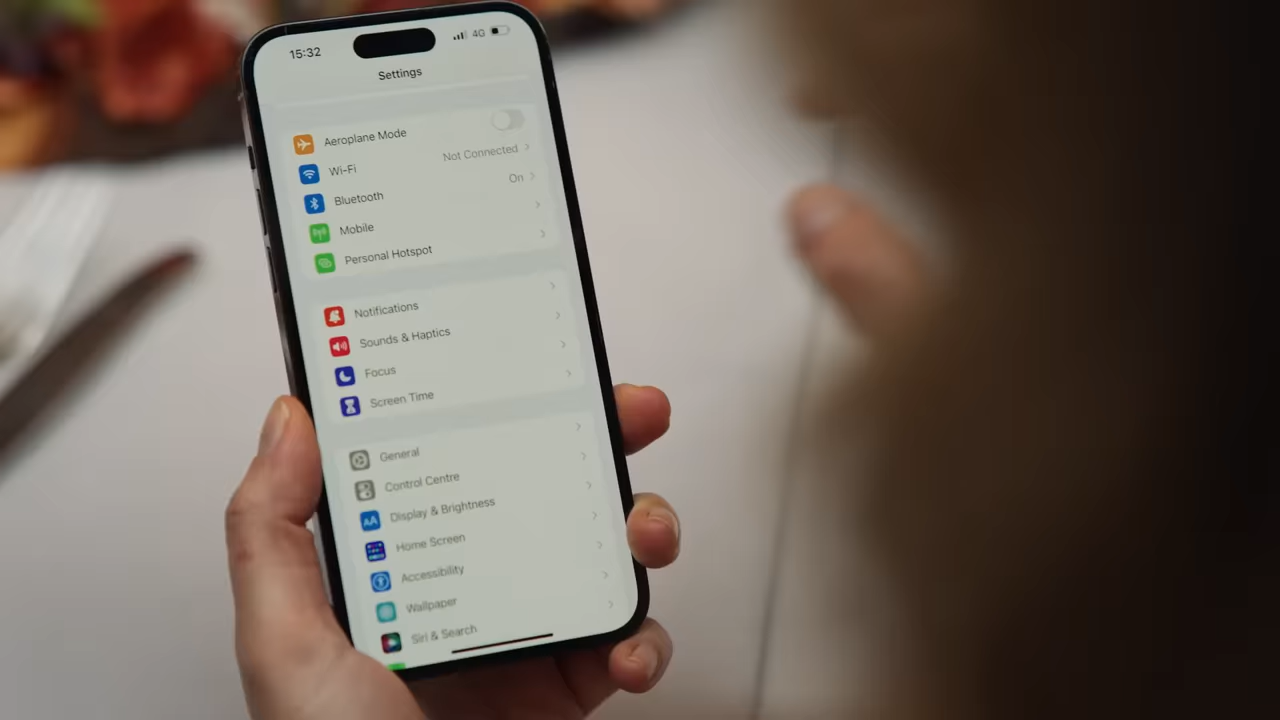 15:32 4G
Settings
Aeroplane Mode
Wi-Fi Not Connected
Bluetooth On
Mobile
Personal Hotspot
Notifications
Sounds & Haptics
Focus
Screen Time
General
Control Centre
AA Display & Brightness
Home Screen
Accessibility
Wallpaper
Siri & Search